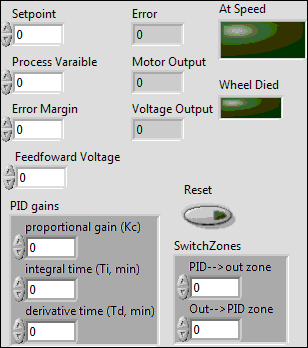 Setpoint
Error
At Speed
0
0
Process Varaible
Motor Output
0
0
Wheel Died
Error Margin
Voltage Output
0
0
Feedfoward Voltage
0
PID gains
Reset
proportional gain (Kc)
0
SwitchZones
integral time (Ti, min)
PID-->out zone
0
0
derivative time (Td, min)
Out-->PID zone
0
0